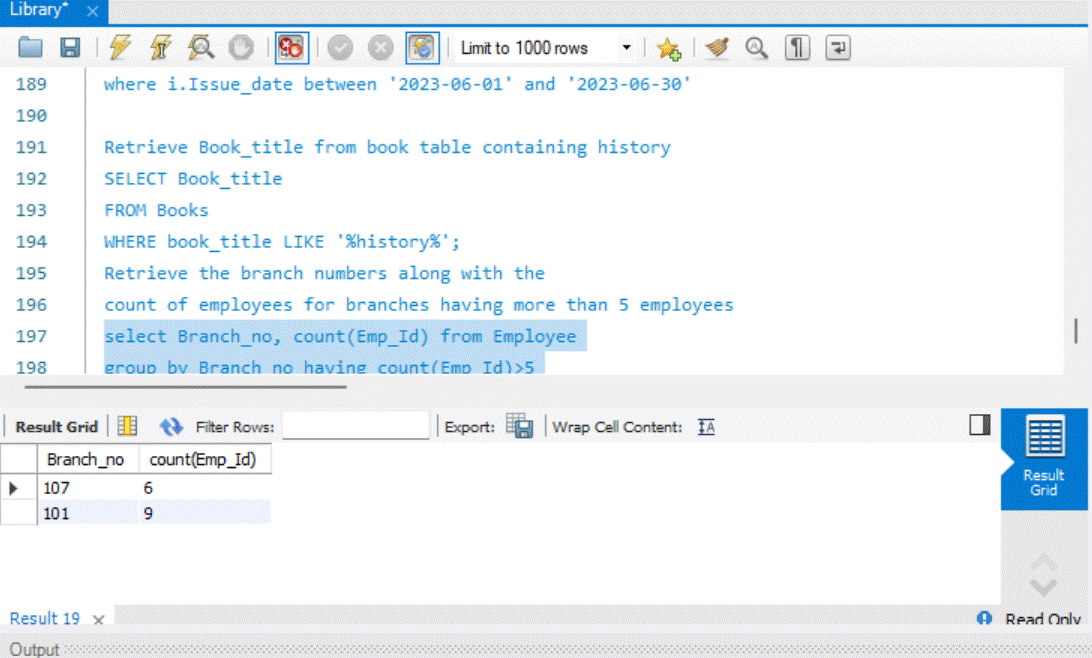 Library*
Limit to 1000 rows
189 where i.Issue_date between '2023-06-01' and '2023-06-30'
190
191 Retrieve Book_title from book table containing history
192 SELECT Book_title
193 FROM Books
194 WHERE book_title LIKE '%history%';
195 Retrieve the branch numbers along with the
196 count of employees for branches having more than 5 employees
197 select Branch_no, count(Emp_Id) from Employee
198 group by Branch_no having count(Emp_Id)>5
Result Grid Filter Rows: Export: Wrap Cell Content:
Branch_no count(Emp_Id)
107 6
101 9
Result
Grid
Result 19 Read Only
Output